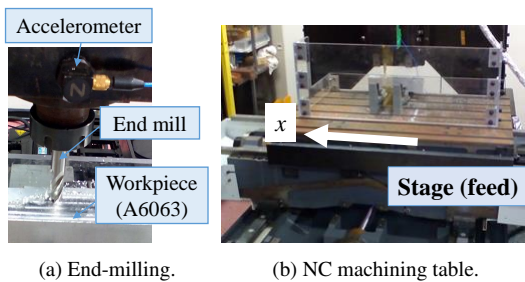 Accelerometer
N
End mill
Workpiece
(A6063)
x
Stage (feed)
(a) End-milling.
(b) NC machining table.